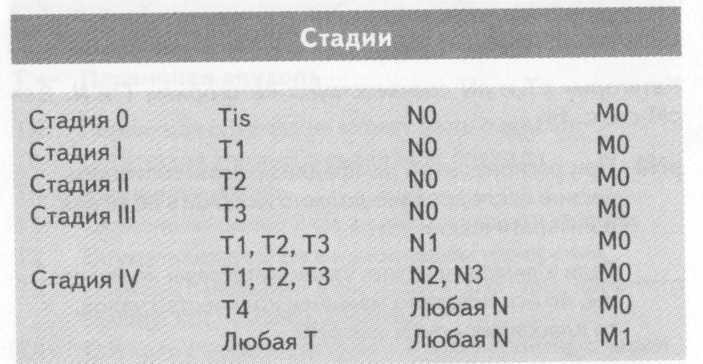 Стадии
Стадия 0 Tis N0 M0
Стадия I T1 N0 M0
Стадия II T2 N0 M0
Стадия III T3 N0 M0
T1, T2, T3 N1 M0
Стадия IV T1, T2, T3 N2, N3 M0
T4 Любая N M0
Любая T Любая N M1